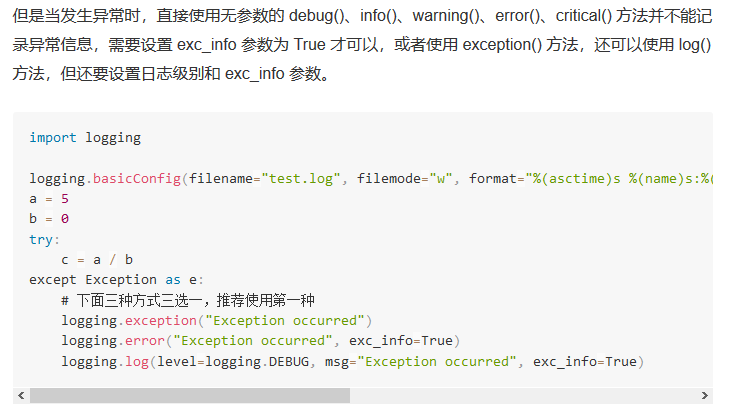 但是当发生异常时，直接使用无参数的 debug()、info()、warning()、error()、critical() 方法并不能记
录异常信息，需要设置 exc_info 参数为 True 才可以，或者使用 exception() 方法，还可以使用 log()
方法，但还要设置日志级别和 exc_info 参数。
import logging
logging.basicConfig(filename="test.log", filemode="w", format="%(asctime)s %(name)s:%(
a = 5
b = 0
try:
    c = a / b
except Exception as e:
    # 下面三种方式三选一，推荐使用第一种
    logging.exception("Exception occurred")
    logging.error("Exception occurred", exc_info=True)
    logging.log(level=logging.DEBUG, msg="Exception occurred", exc_info=True)